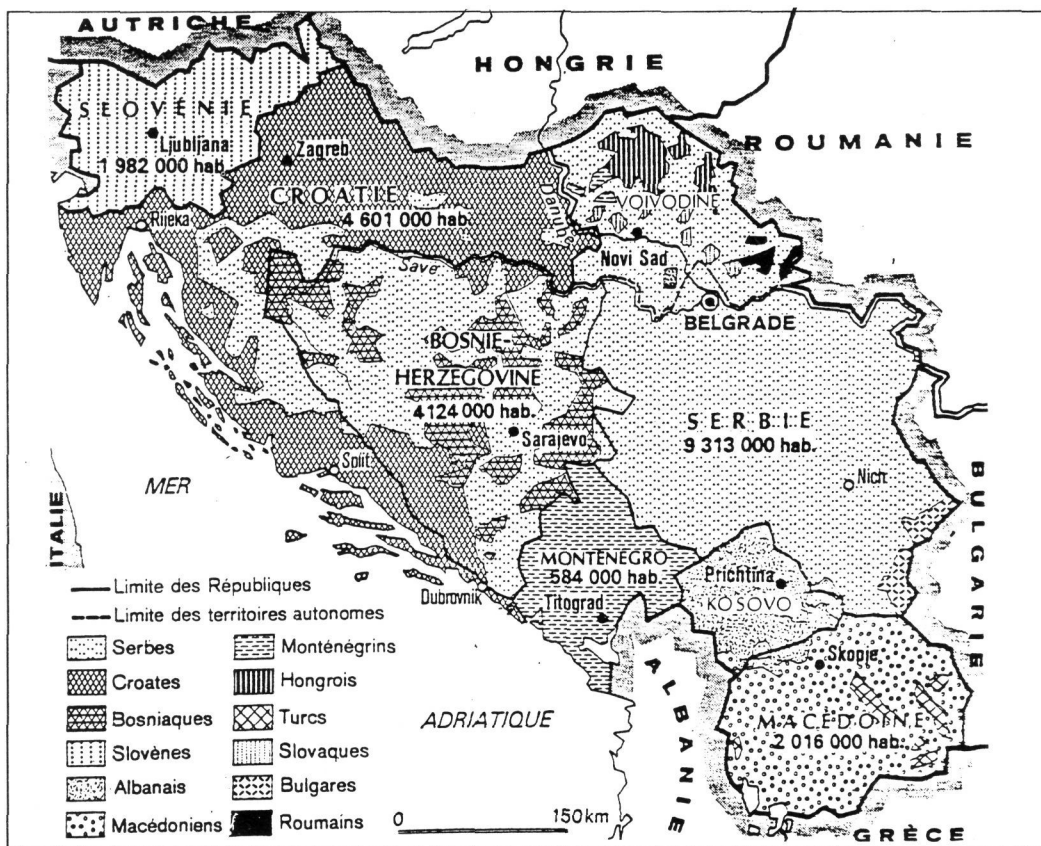 AUTRICHE
HONGRIE
ROUMANIE
SEOVÉNIE
Ljubljana
1 982 000 hab.
Zagreb
CROATIE
4 601 000 hab.
Rijeka
Danube
VOIVODINE
Novi Sad
Save
BELGRADE
BOSNIE-
HERZEGOVINE
4 124 000 hab.
Sarajevo
SERBIE
9 313 000 hab.
Nich
Split
MER
ITALIE
BULGARIE
MONTENEGRO
584 000 hab.
Prichtina
KOSOVO
Dubrovnik
Titograd
Skopje
ALBANIE
ADRIATIQUE
MACÉDOINE
2 016 000 hab.
GRÈCE
Limite des Républiques
Limite des territoires autonomes
Serbes
Monténégrins
Croates
Hongrois
Bosniaques
Turcs
Slovènes
Slovaques
Albanais
Bulgares
Macédoniens
Roumains
0 150 km